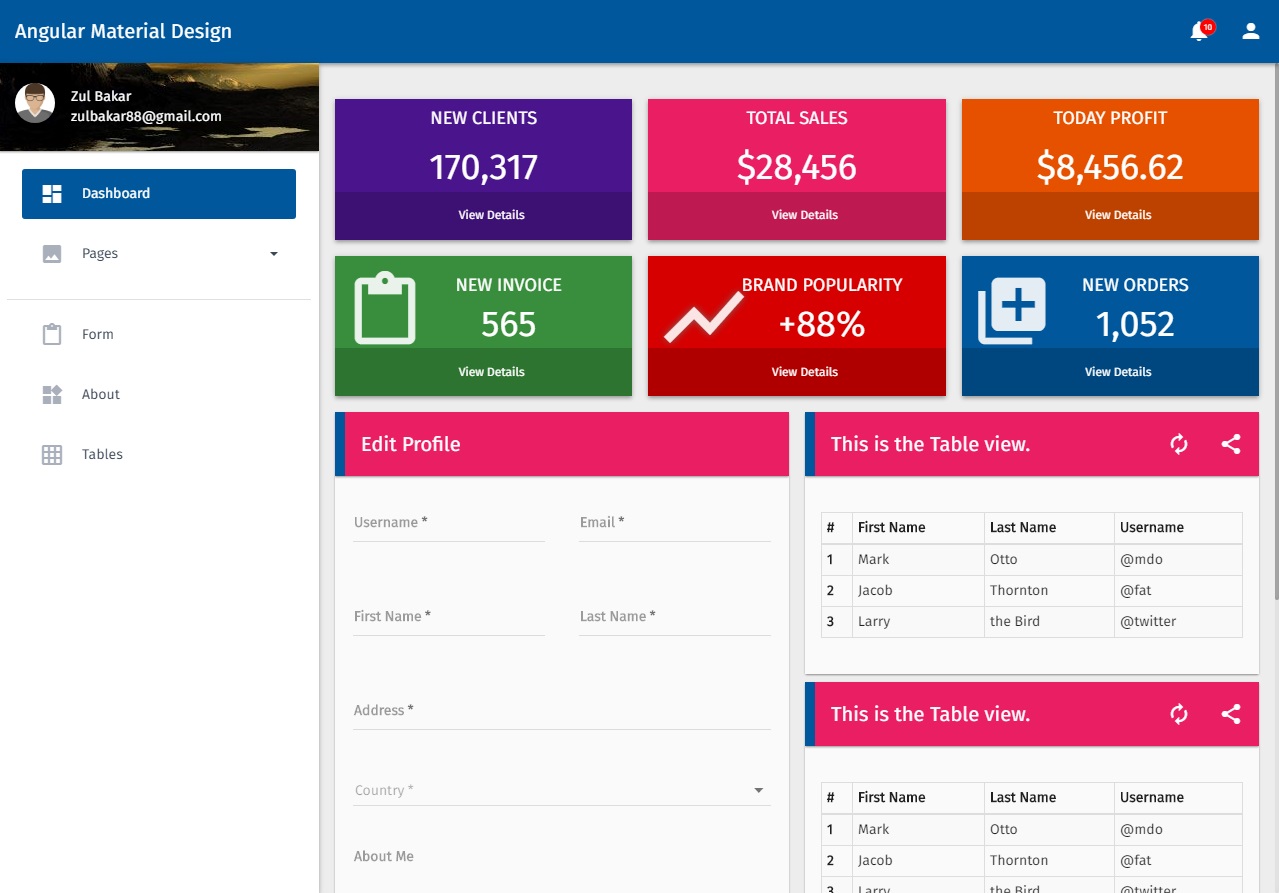 Angular Material Design
10
Zul Bakar
zulbakar88@gmail.com
Dashboard
Pages
Form
About
Tables
NEW CLIENTS
170,317
View Details
TOTAL SALES
$28,456
View Details
TODAY PROFIT
$8,456.62
View Details
NEW INVOICE
565
View Details
BRAND POPULARITY
+88%
View Details
NEW ORDERS
1,052
View Details
Edit Profile
Username *
Email *
First Name *
Last Name *
Address *
Country *
About Me
This is the Table view.
# First Name Last Name Username
1 Mark Otto @mdo
2 Jacob Thornton @fat
3 Larry the Bird @twitter
This is the Table view.
# First Name Last Name Username
1 Mark Otto @mdo
2 Jacob Thornton @fat
3 Larry the Bird @twitter